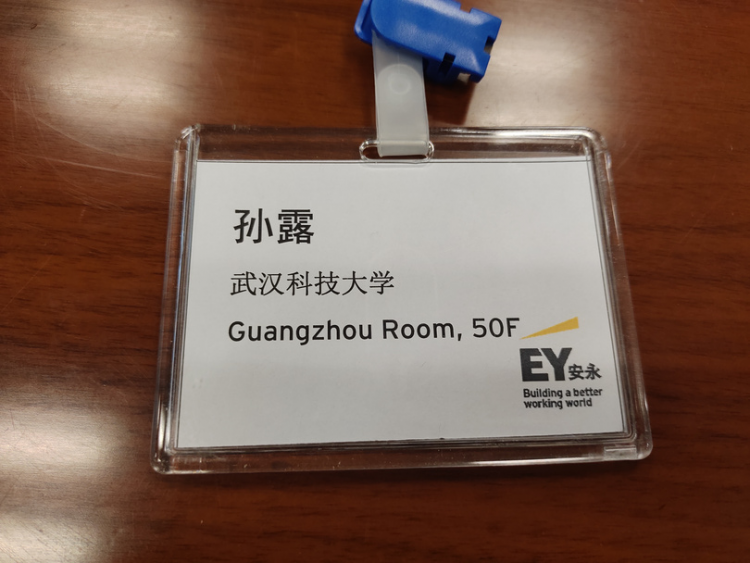 孙露
武汉科技大学
Guangzhou Room, 50F
EY安永
Building a better
working world